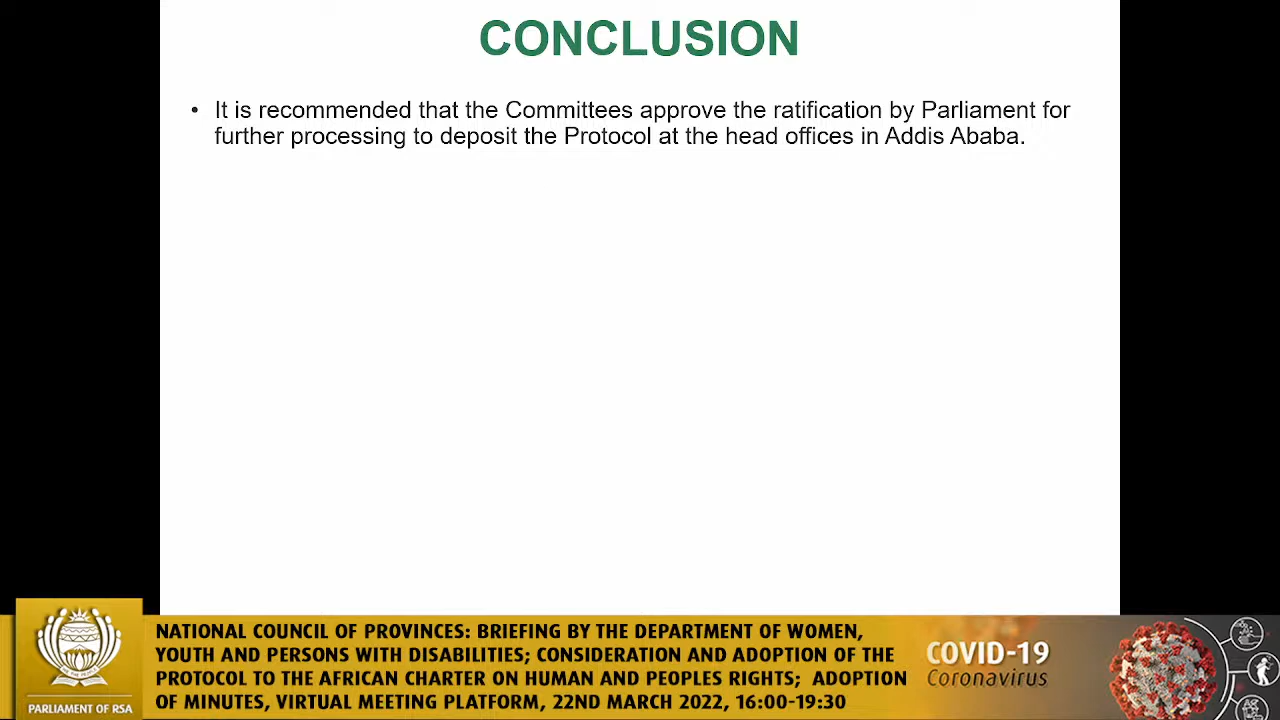 CONCLUSION
• It is recommended that the Committees approve the ratification by Parliament for
further processing to deposit the Protocol at the head offices in Addis Ababa.
NATIONAL COUNCIL OF PROVINCES: BRIEFING BY THE DEPARTMENT OF WOMEN,
YOUTH AND PERSONS WITH DISABILITIES; CONSIDERATION AND ADOPTION OF THE
PROTOCOL TO THE AFRICAN CHARTER ON HUMAN AND PEOPLES RIGHTS; ADOPTION
OF MINUTES, VIRTUAL MEETING PLATFORM, 22ND MARCH 2022, 16:00-19:30
PARLIAMENT OF RSA
COVID-19
Coronavirus